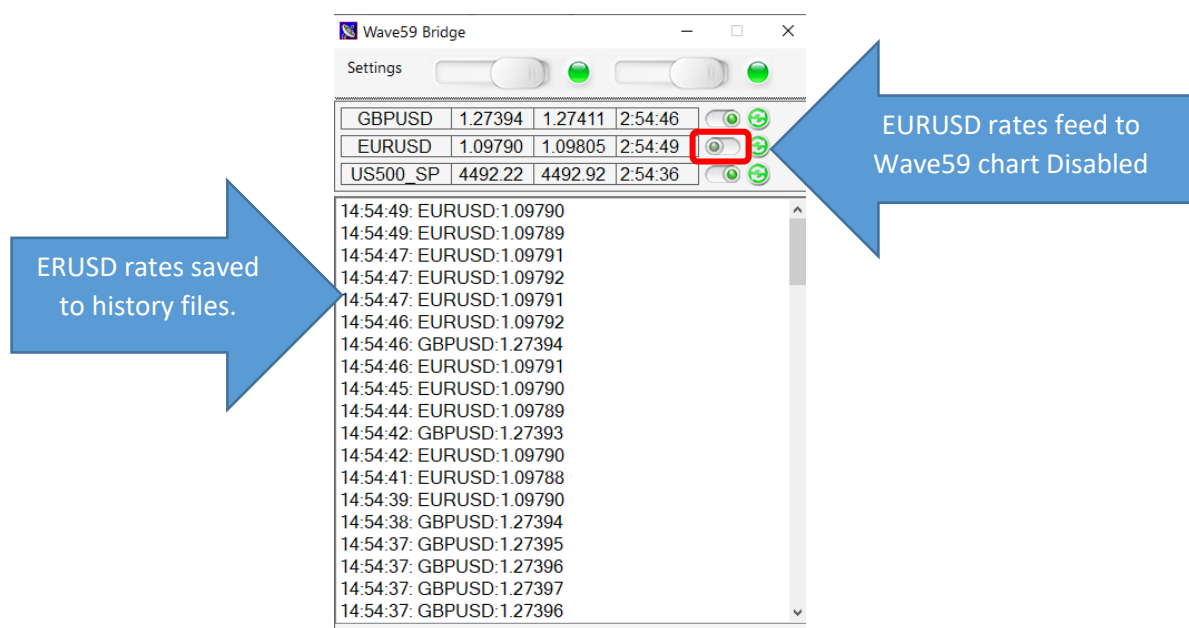 Wave59 Bridge
Settings
GBPUSD 1.27394 1.27411 2:54:46
EURUSD 1.09790 1.09805 2:54:49
US500_SP 4492.22 4492.92 2:54:36
EURUSD rates feed to
Wave59 chart Disabled
ERUSD rates saved
to history files.
14:54:49: EURUSD:1.09790
14:54:49: EURUSD:1.09789
14:54:47: EURUSD:1.09791
14:54:47: EURUSD:1.09792
14:54:47: EURUSD:1.09791
14:54:46: EURUSD:1.09792
14:54:46: GBPUSD:1.27394
14:54:46: EURUSD:1.09791
14:54:45: EURUSD:1.09790
14:54:44: EURUSD:1.09789
14:54:42: GBPUSD:1.27393
14:54:42: EURUSD:1.09790
14:54:41: EURUSD:1.09788
14:54:39: EURUSD:1.09790
14:54:38: GBPUSD:1.27394
14:54:37: GBPUSD:1.27395
14:54:37: GBPUSD:1.27396
14:54:37: GBPUSD:1.27397
14:54:37: GBPUSD:1.27396